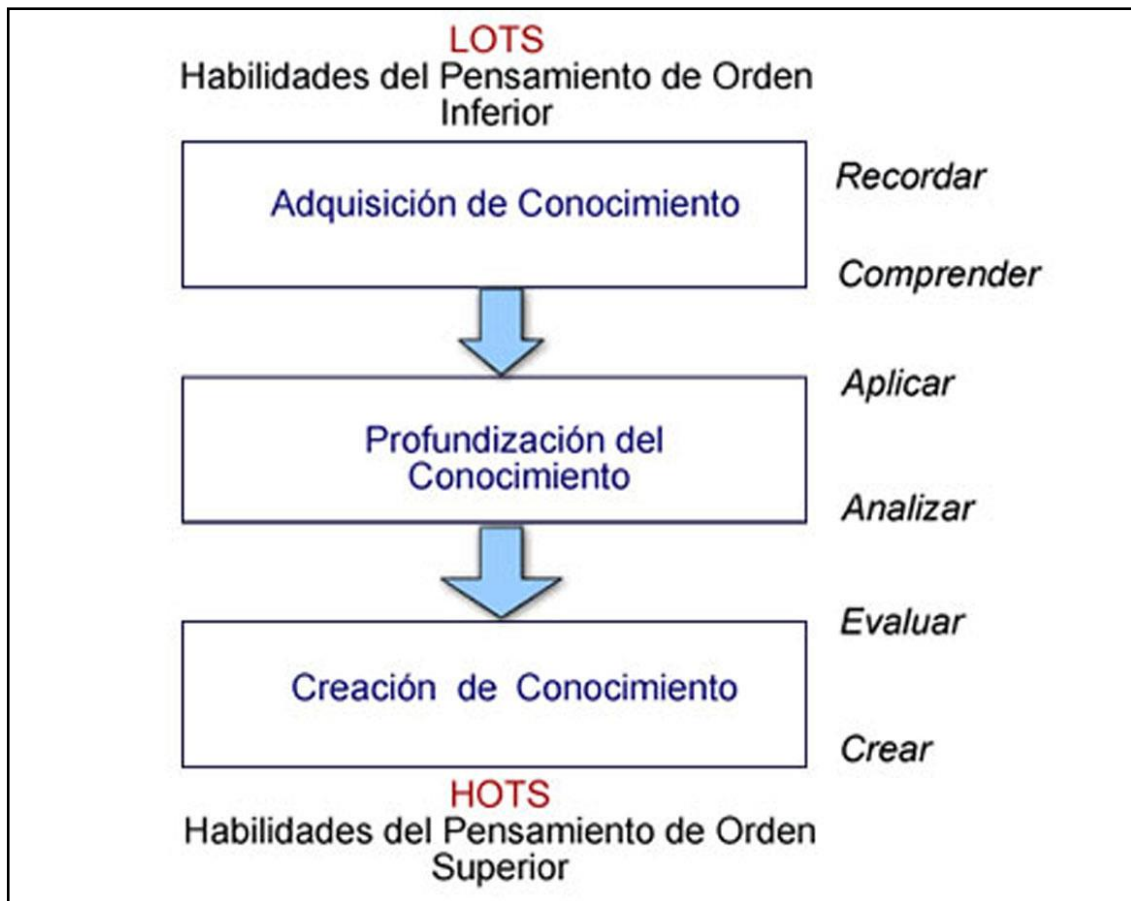 LOTS
Habilidades del Pensamiento de Orden
Inferior
Adquisición de Conocimiento
Recordar
Comprender
Profundización del
Conocimiento
Aplicar
Analizar
Creación de Conocimiento
Evaluar
Crear
HOTS
Habilidades del Pensamiento de Orden
Superior